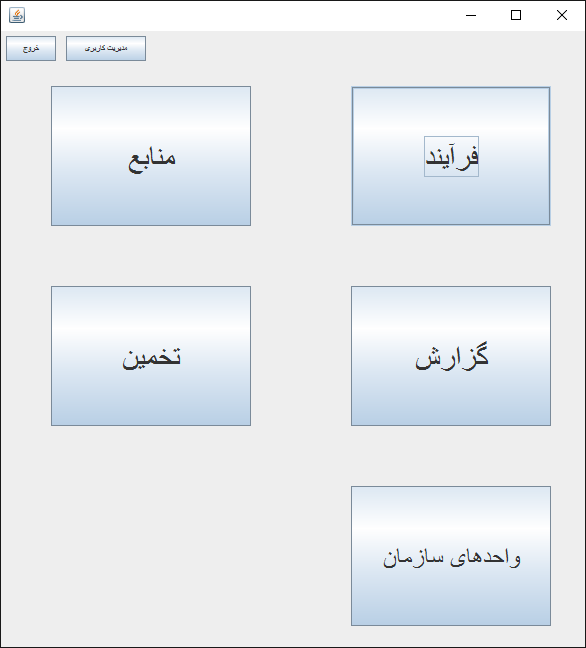 خروج
مدیریت کاربری
فرآیند
منابع
گزارش
تخمین
واحدهای سازمان